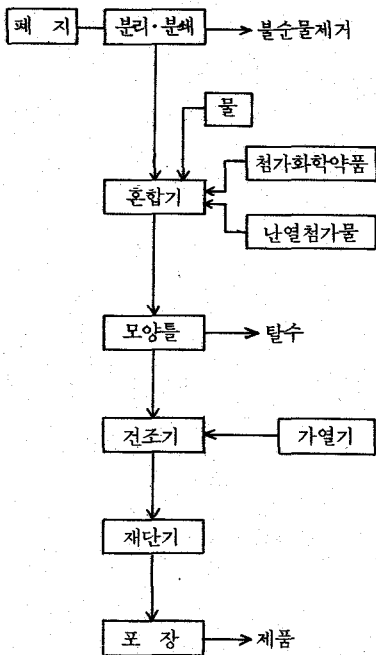 폐 지
분리·분쇄
불순물제거
물
첨가화학약품
혼합기
난열첨가물
모양틀
탈수
건조기
가열기
재단기
포 장
제품